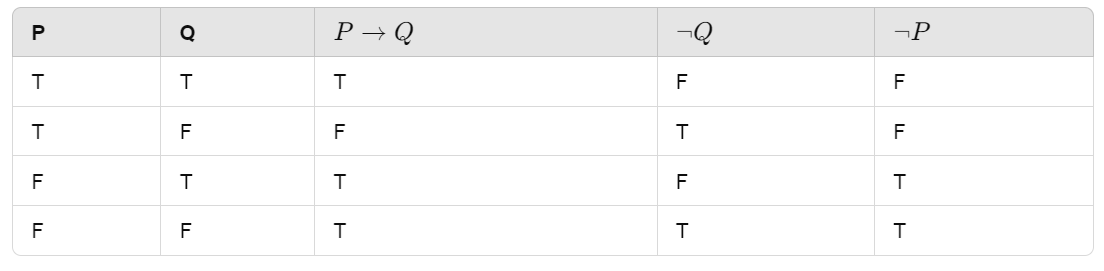 P Q P → Q ¬Q ¬P
T T T F F
T F F T F
F T T F T
F F T T T